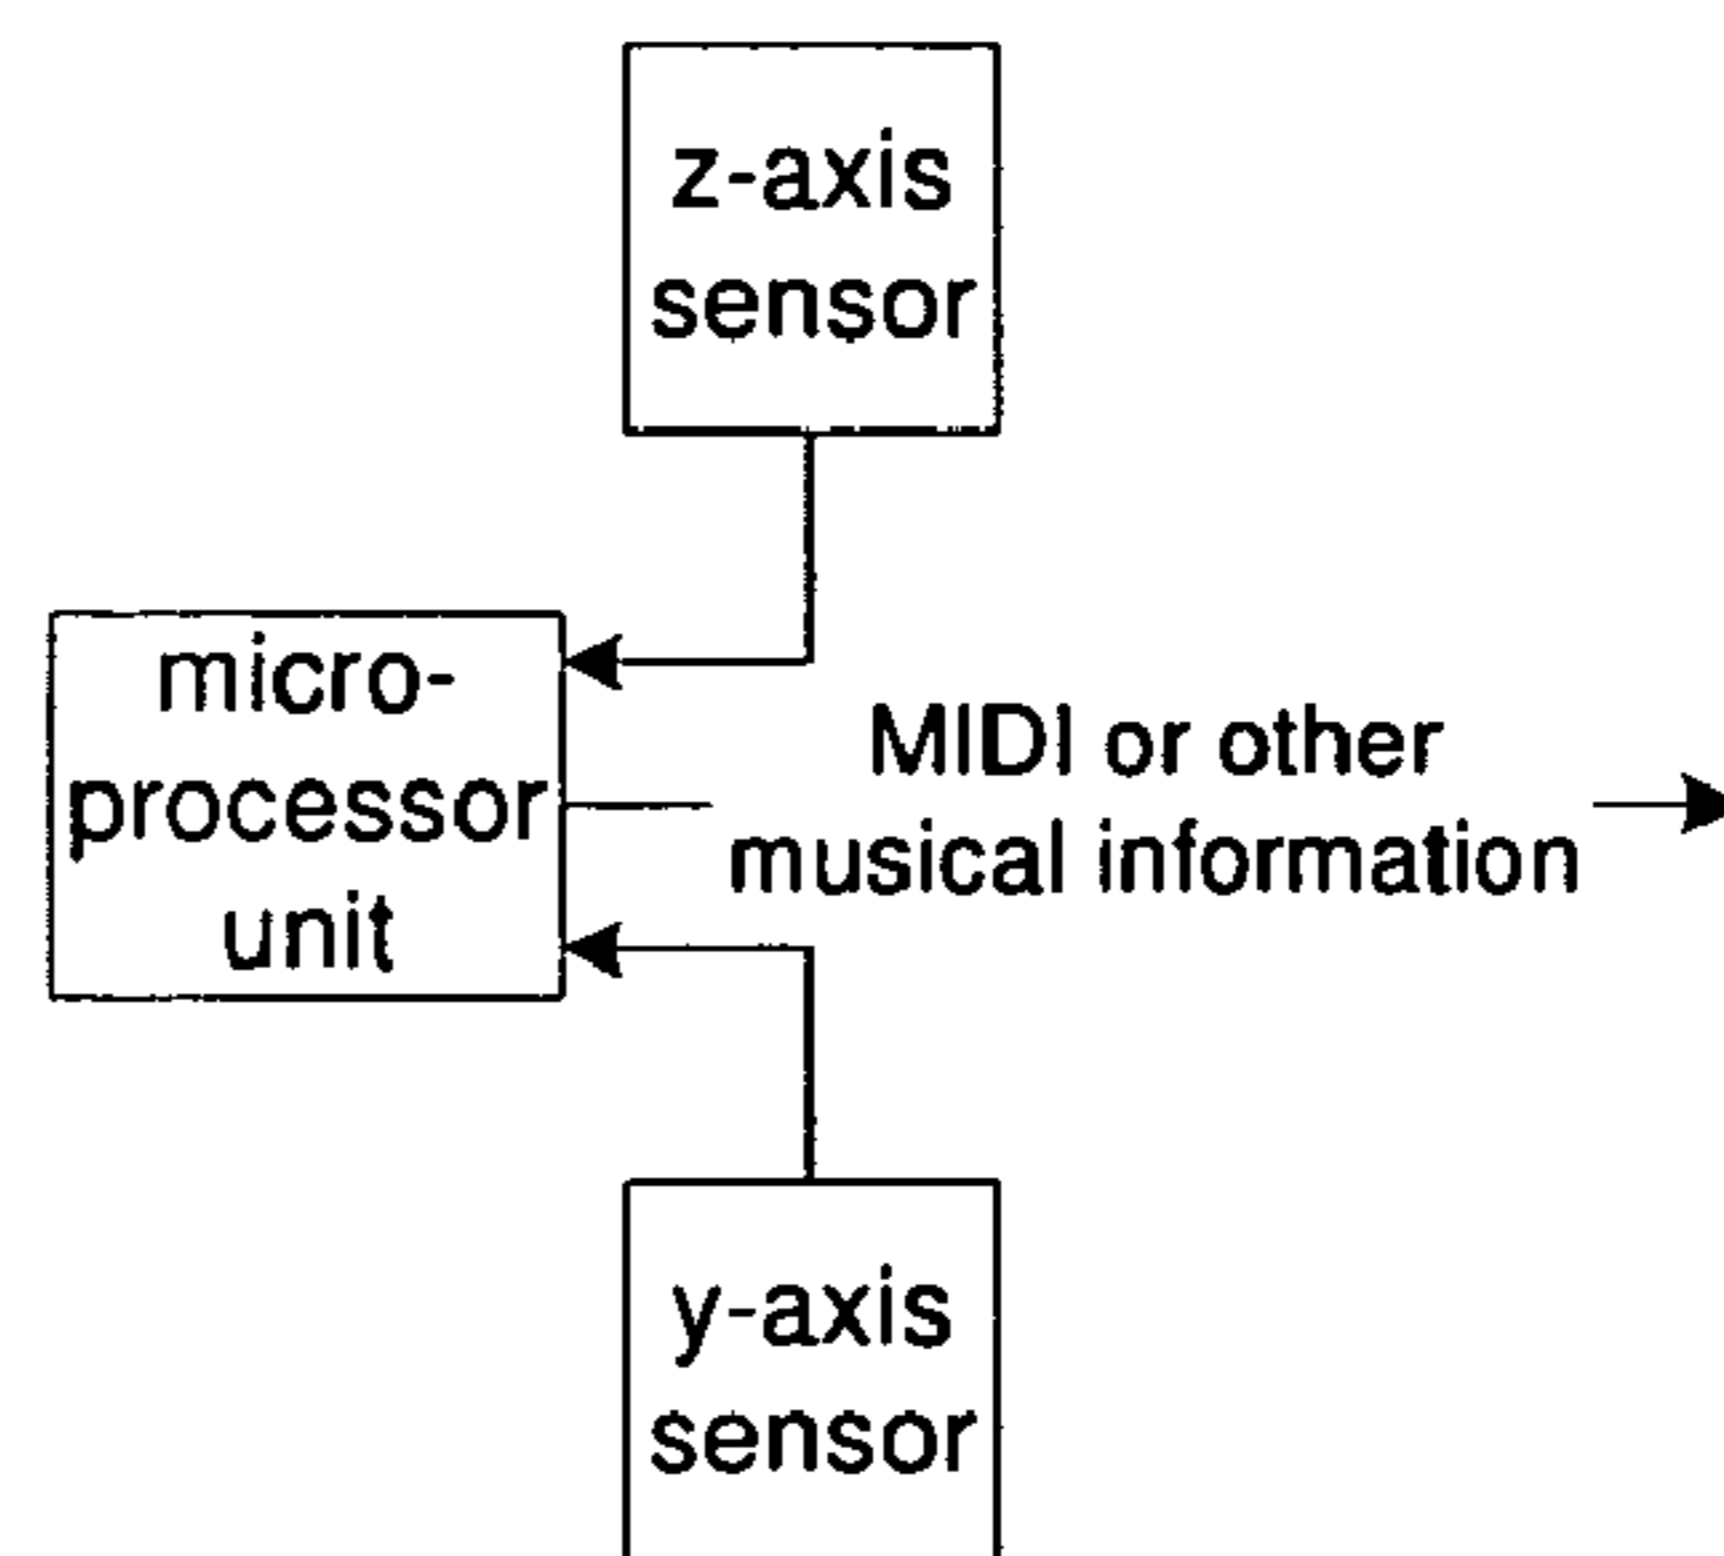 z-axis
sensor
micro-
processor
unit
MIDI or other
musical information
y-axis
sensor